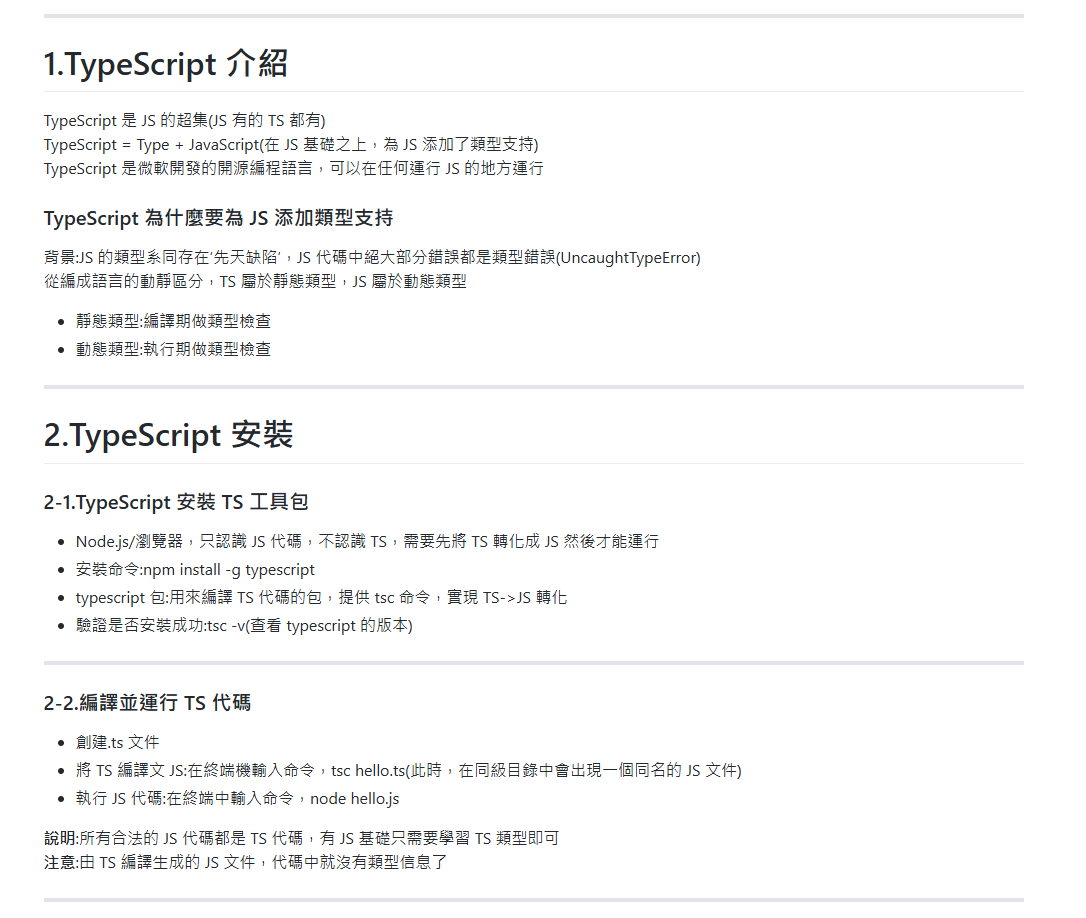 1.TypeScript 介紹
TypeScript 是 JS 的超集(JS 有的 TS 都有)
TypeScript = Type + JavaScript(在 JS 基礎之上，為 JS 添加了類型支持)
TypeScript 是微軟開發的開源編程語言，可以在任何運行 JS 的地方運行
TypeScript 為什麼要為 JS 添加類型支持
背景:JS 的類型系同存在‘先天缺陷’，JS 代碼中絕大部分錯誤都是類型錯誤(UncaughtTypeError)
從編成語言的動靜區分，TS 屬於靜態類型，JS 屬於動態類型
• 靜態類型:編譯期做類型檢查
• 動態類型:執行期做類型檢查
2.TypeScript 安裝
2-1.TypeScript 安裝 TS 工具包
• Node.js/瀏覽器，只認識 JS 代碼，不認識 TS，需要先將 TS 轉化成 JS 然後才能運行
• 安裝命令:npm install -g typescript
• typescript 包:用來編譯 TS 代碼的包，提供 tsc 命令，實現 TS->JS 轉化
• 驗證是否安裝成功:tsc -v(查看 typescript 的版本)
2-2.編譯並運行 TS 代碼
• 創建.ts 文件
• 將 TS 編譯文 JS:在終端機輸入命令，tsc hello.ts(此時，在同級目錄中會出現一個同名的 JS 文件)
• 執行 JS 代碼:在終端中輸入命令，node hello.js
說明:所有合法的 JS 代碼都是 TS 代碼，有 JS 基礎只需要學習 TS 類型即可
注意:由 TS 編譯生成的 JS 文件，代碼中就沒有類型信息了